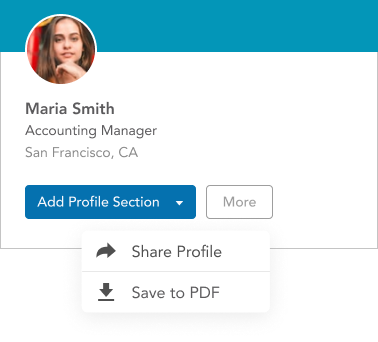 Maria Smith
Accounting Manager
San Francisco, CA
Add Profile Section
More
Share Profile
Save to PDF